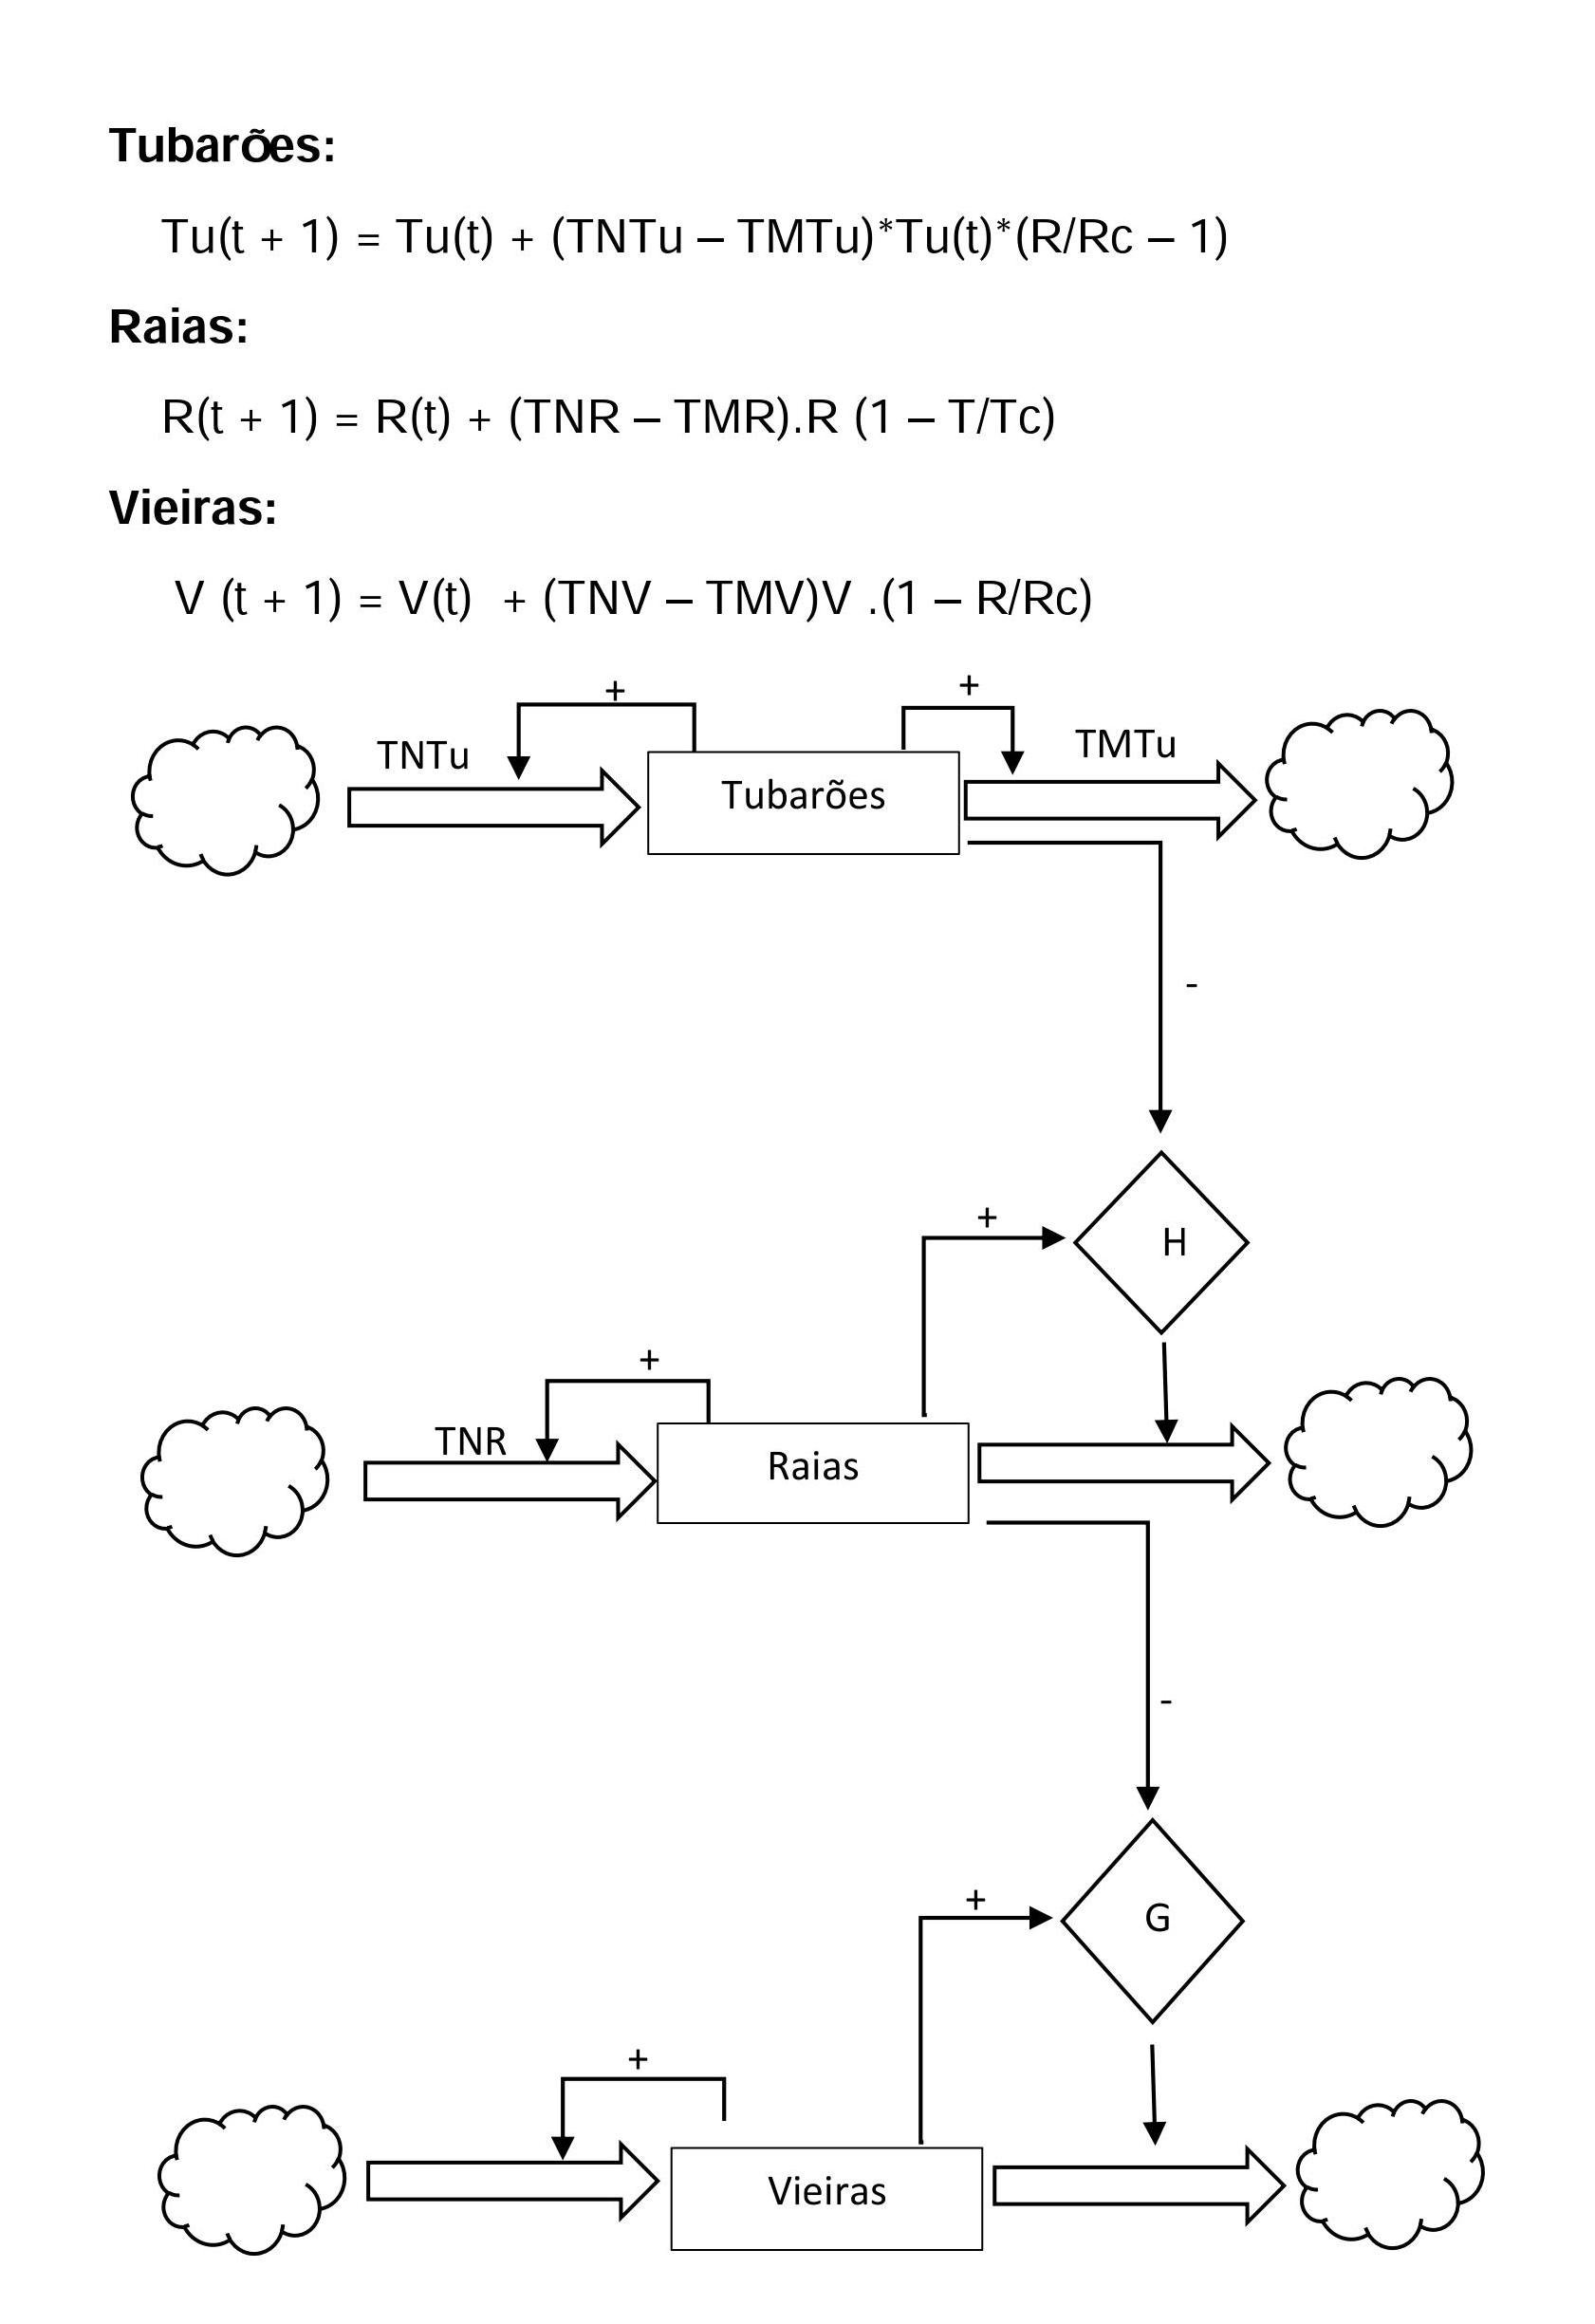 Tubarões:
Tu(t + 1) = Tu(t) + (TNTu – TMTu)*Tu(t)*(R/Rc – 1)
Raias:
R(t + 1) = R(t) + (TNR – TMR).R (1 – T/Tc)
Vieiras:
V (t + 1) = V(t) + (TNV – TMV)V .(1 – R/Rc)
+
+
TNTu
TMTu
Tubarões
-
+
H
+
TNR
Raias
-
+
G
+
Vieiras